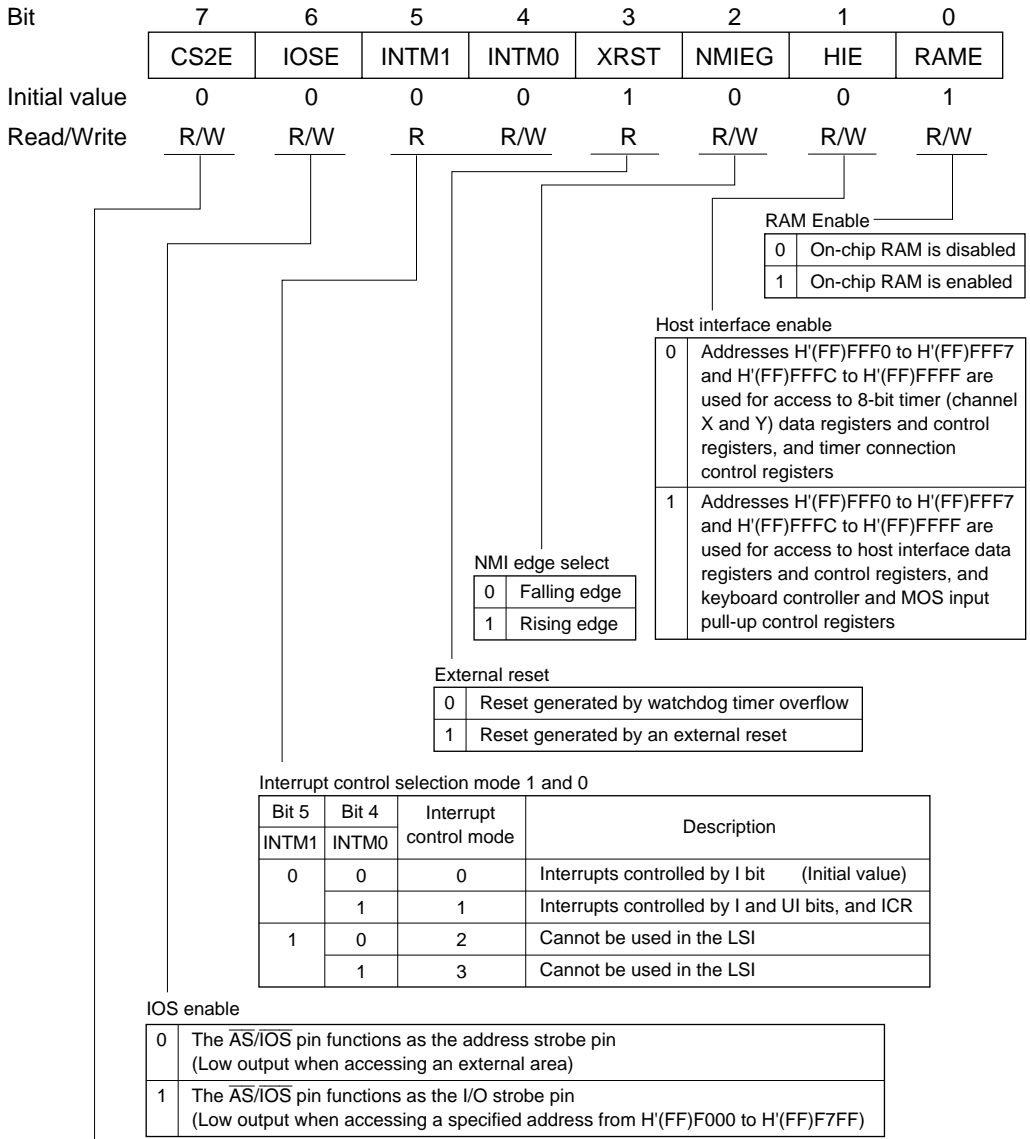 Bit 7 6 5 4 3 2 1 0
CS2E IOSE INTM1 INTM0 XRST NMIEG HIE RAME
Initial value 0 0 0 0 1 0 0 1
Read/Write R/W R/W R R/W R R/W R/W R/W
RAM Enable
0 On-chip RAM is disabled
1 On-chip RAM is enabled
Host interface enable
0 Addresses H'(FF)FFF0 to H'(FF)FFF7
and H'(FF)FFFC to H'(FF)FFFF are
used for access to 8-bit timer (channel
X and Y) data registers and control
registers, and timer connection
control registers
1 Addresses H'(FF)FFF0 to H'(FF)FFF7
and H'(FF)FFFC to H'(FF)FFFF are
used for access to host interface data
registers and control registers, and
keyboard controller and MOS input
pull-up control registers
NMI edge select
0 Falling edge
1 Rising edge
External reset
0 Reset generated by watchdog timer overflow
1 Reset generated by an external reset
Interrupt control selection mode 1 and 0
Bit 5 Bit 4 Interrupt
control mode Description
INTM1 INTM0
0 0 0 Interrupts controlled by I bit (Initial value)
1 1 Interrupts controlled by I and UI bits, and ICR
1 0 2 Cannot be used in the LSI
1 3 Cannot be used in the LSI
IOS enable
0 The AS/IOS pin functions as the address strobe pin
(Low output when accessing an external area)
1 The AS/IOS pin functions as the I/O strobe pin
(Low output when accessing a specified address from H'(FF)F000 to H'(FF)F7FF)